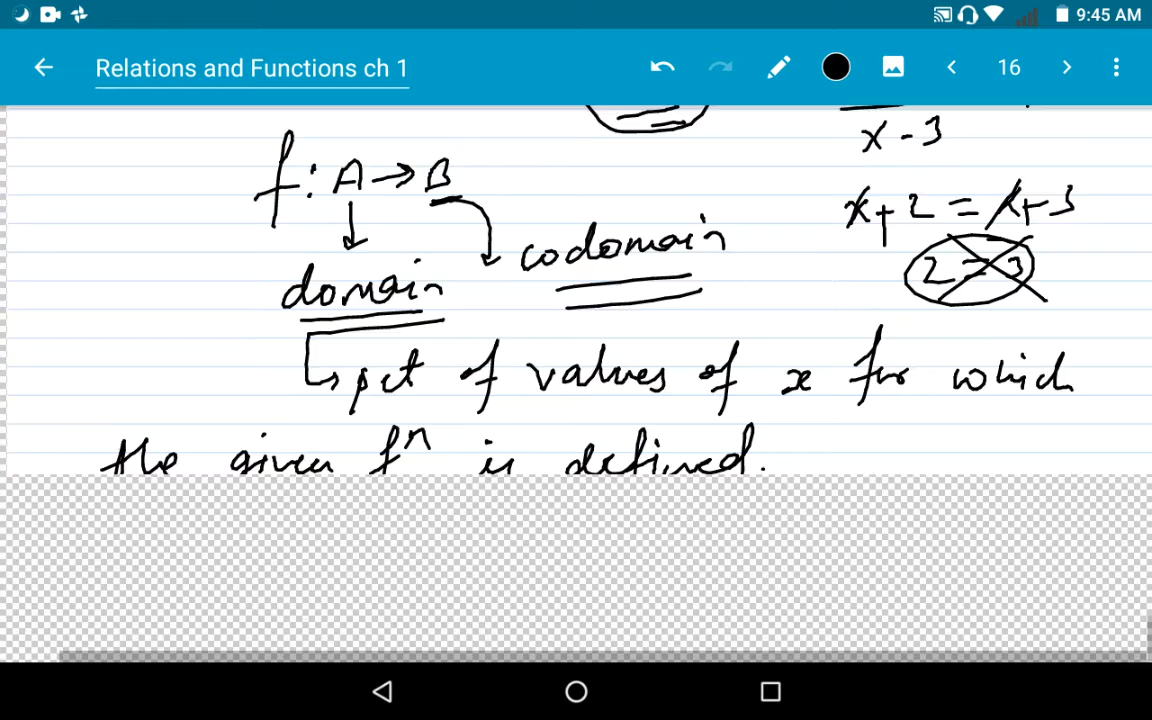 9:45 AM
Relations and Functions ch 1
16
x - 3
f: A → B
x + 2 = x + 3
codomain
2 = 3
domain
set of values of x for which
the given fⁿ is defined.